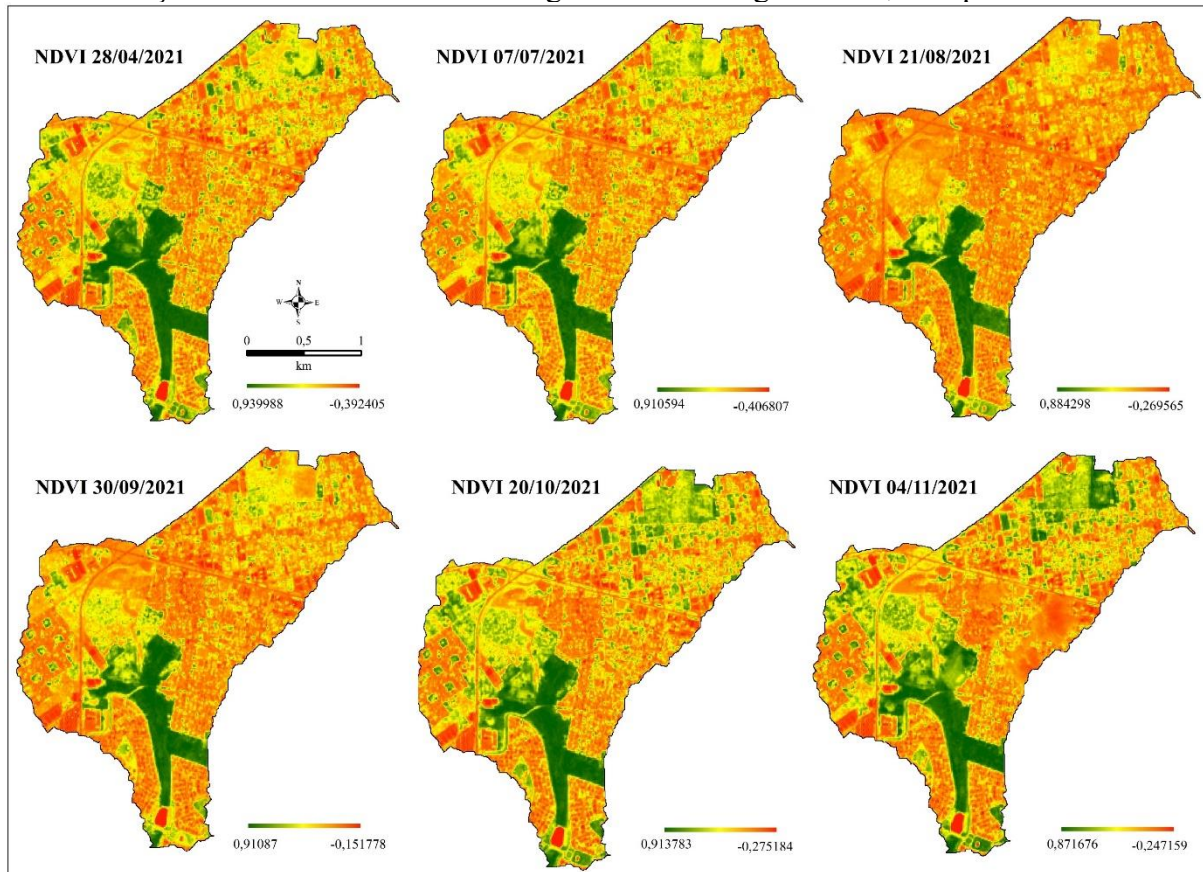 NDVI 28/04/2021
NDVI 07/07/2021
NDVI 21/08/2021
N
W E
S
0 0,5 1
km
0,939988 -0,392405
0,910594 -0,406807
0,884298 -0,269565
NDVI 30/09/2021
NDVI 20/10/2021
NDVI 04/11/2021
0,91087 -0,151778
0,913783 -0,275184
0,871676 -0,247159